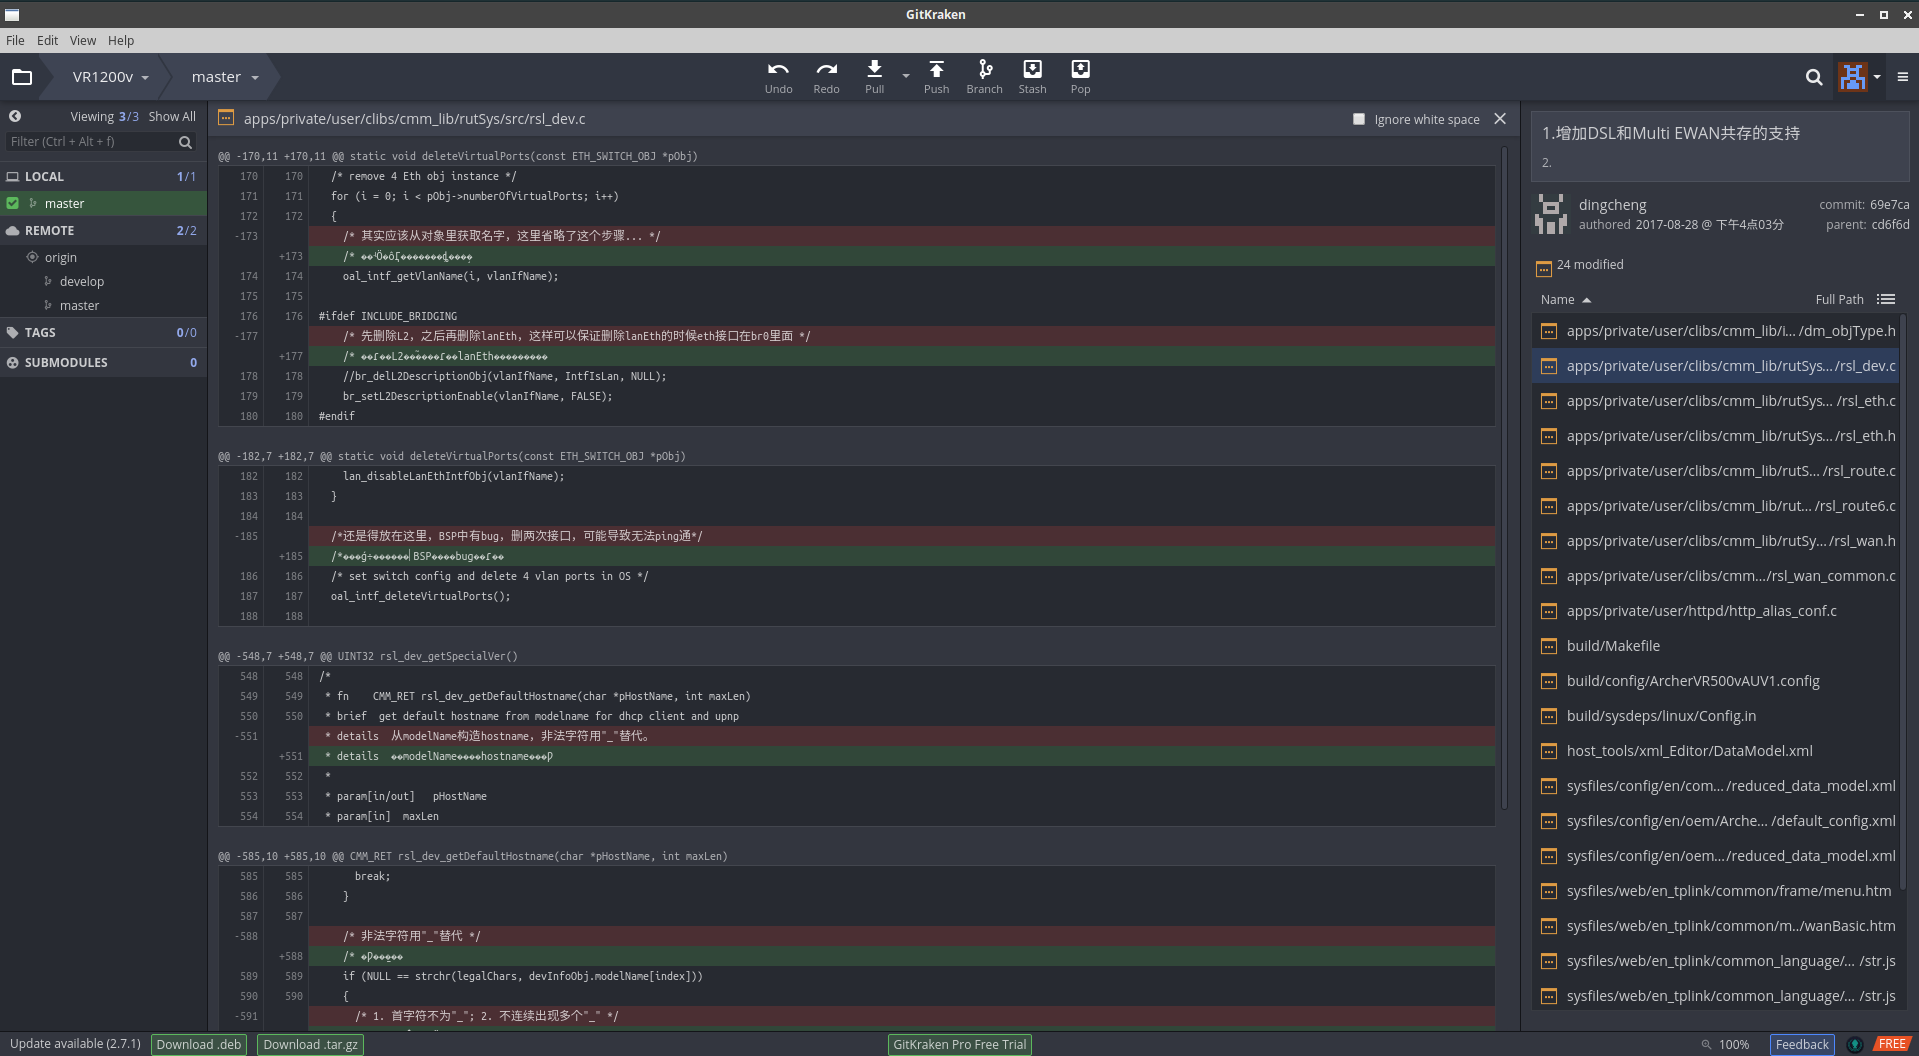 GitKraken
File Edit View Help
VR1200v master Undo Redo Pull Push Branch Stash Pop
Viewing 3/3 Show All
Filter (Ctrl + Alt + f)
LOCAL 1/1
master
REMOTE 2/2
origin
develop
master
TAGS 0/0
SUBMODULES 0
apps/private/user/clibs/cmm_lib/rutSys/src/rsl_dev.c Ignore white space
@@ -170,11 +170,11 @@ static void deleteVirtualPorts(const ETH_SWITCH_OBJ *pObj)
170 170 /* remove 4 Eth obj instance */
171 171 for (i = 0; i < pObj->numberOfVirtualPorts; i++)
172 172 {
-173 /* 其实应该从对象里获取名字，这里省略了这个步骤... */
+173 /*
174 174 oal_intf_getVlanName(i, vlanIfName);
175 175
176 176 #ifdef INCLUDE_BRIDGING
-177 /* 先删除L2，之后再删除lanEth，这样可以保证删除lanEth的时候eth接口在br0里面 */
+177 /* ��ɾ��L2������ɾ��lanEth���������
178 178 //br_delL2DescriptionObj(vlanIfName, IntfIsLan, NULL);
179 179 br_setL2DescriptionEnable(vlanIfName, FALSE);
180 180 #endif
@@ -182,7 +182,7 @@ static void deleteVirtualPorts(const ETH_SWITCH_OBJ *pObj)
182 182 lan_disableLanEthIntfObj(vlanIfName);
183 183 }
184 184
-185 /*还是得放在这里，BSP中有bug，删两次接口，可能导致无法ping通*/
+185 /*���ǵ÷������BSP����bug��ɾ��
186 186 /* set switch config and delete 4 vlan ports in OS */
187 187 oal_intf_deleteVirtualPorts();
188 188
@@ -548,7 +548,7 @@ UINT32 rsl_dev_getSpecialVer()
548 548 /*
549 549 * fn CMM_RET rsl_dev_getDefaultHostname(char *pHostName, int maxLen)
550 550 * brief get default hostname from modelname for dhcp client and upnp
-551 * details 从modelName构造hostname，非法字符用"_"替代。
+551 * details ��modelName����hostname���Ƿ
552 552 *
553 553 * param[in/out] pHostName
554 554 * param[in] maxLen
@@ -585,10 +585,10 @@ CMM_RET rsl_dev_getDefaultHostname(char *pHostName, int maxLen)
585 585 break;
586 586 }
587 587
-588 /* 非法字符用"_"替代 */
+588 /*
589 589 if (NULL == strchr(legalChars, devInfoObj.modelName[index]))
590 590 {
-591 /* 1. 首字符不为"_"; 2. 不连续出现多个"_" */
1.增加DSL和Multi EWAN共存的支持
2.
dingcheng commit: 69e7ca
authored 2017-08-28 @ 下午4点03分 parent: cd6f6d
24 modified
Name Full Path
apps/private/user/clibs/cmm_lib/i... /dm_objType.h
apps/private/user/clibs/cmm_lib/rutSys... /rsl_dev.c
apps/private/user/clibs/cmm_lib/rutSys... /rsl_eth.c
apps/private/user/clibs/cmm_lib/rutSys... /rsl_eth.h
apps/private/user/clibs/cmm_lib/rutS... /rsl_route.c
apps/private/user/clibs/cmm_lib/rut... /rsl_route6.c
apps/private/user/clibs/cmm_lib/rutSy... /rsl_wan.h
apps/private/user/clibs/cmm.../rsl_wan_common.c
apps/private/user/httpd/http_alias_conf.c
build/Makefile
build/config/ArcherVR500vAUV1.config
build/sysdeps/linux/Config.in
host_tools/xml_Editor/DataModel.xml
sysfiles/config/en/com... /reduced_data_model.xml
sysfiles/config/en/oem/Arche... /default_config.xml
sysfiles/config/en/oem... /reduced_data_model.xml
sysfiles/web/en_tplink/common/frame/menu.htm
sysfiles/web/en_tplink/common/m../wanBasic.htm
sysfiles/web/en_tplink/common_language/... /str.js
sysfiles/web/en_tplink/common_language/... /str.js
Update available (2.7.1) Download .deb Download .tar.gz GitKraken Pro Free Trial 100% Feedback FREE